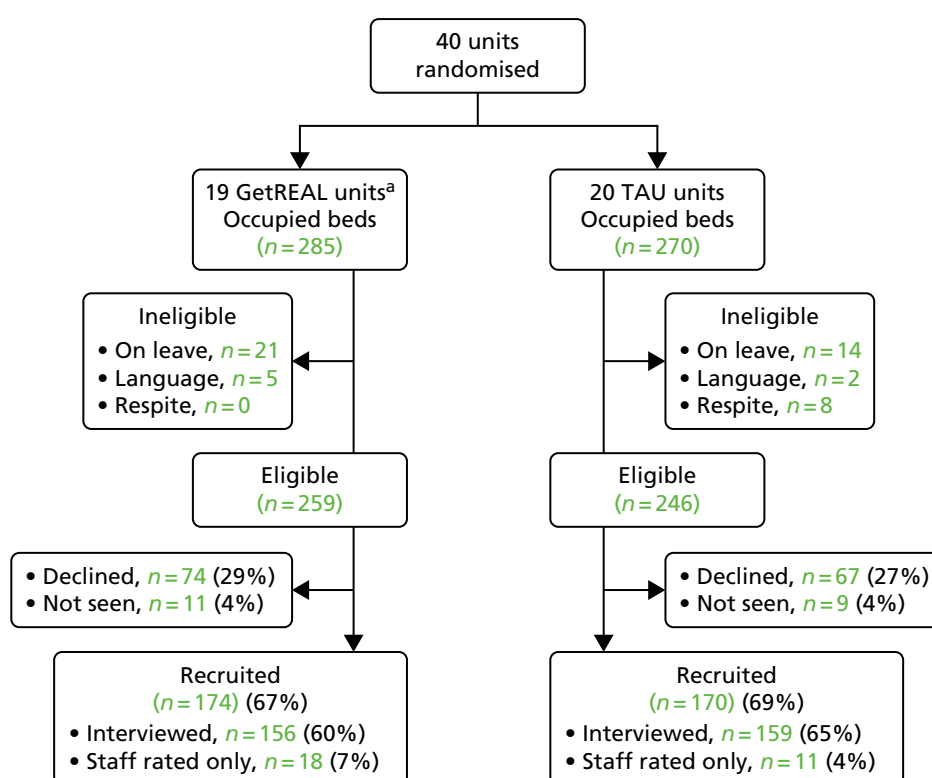 40 units
randomised
19 GetREAL unitsᵃ
Occupied beds
(n=285)
20 TAU units
Occupied beds
(n=270)
Ineligible
• On leave, n=21
• Language, n=5
• Respite, n=0
Ineligible
• On leave, n=14
• Language, n=2
• Respite, n=8
Eligible
(n=259)
Eligible
(n=246)
• Declined, n=74 (29%)
• Not seen, n=11 (4%)
• Declined, n=67 (27%)
• Not seen, n=9 (4%)
Recruited
(n=174) (67%)
• Interviewed, n=156 (60%)
• Staff rated only, n=18 (7%)
Recruited
(n=170) (69%)
• Interviewed, n=159 (65%)
• Staff rated only, n=11 (4%)